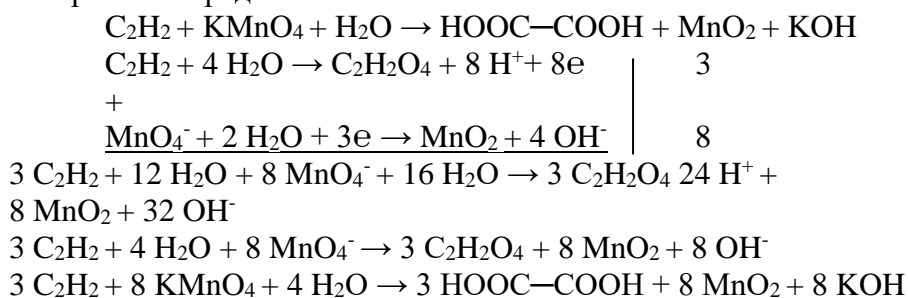 C₂H₂ + KMnO₄ + H₂O → HOOC─COOH + MnO₂ + KOH
C₂H₂ + 4 H₂O → C₂H₂O₄ + 8 H⁺ + 8e 3
+
MnO₄⁻ + 2 H₂O + 3e → MnO₂ + 4 OH⁻ 8
3 C₂H₂ + 12 H₂O + 8 MnO₄⁻ + 16 H₂O → 3 C₂H₂O₄ 24 H⁺ +
8 MnO₂ + 32 OH⁻
3 C₂H₂ + 4 H₂O + 8 MnO₄⁻ → 3 C₂H₂O₄ + 8 MnO₂ + 8 OH⁻
3 C₂H₂ + 8 KMnO₄ + 4 H₂O → 3 HOOC─COOH + 8 MnO₂ + 8 KOH